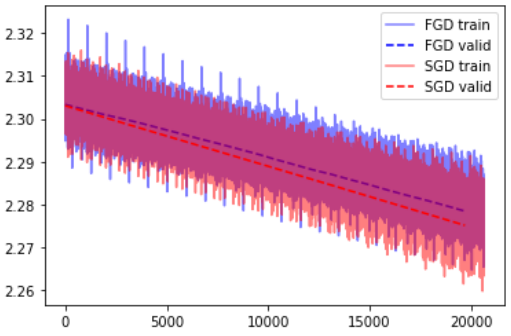 2.32
2.31
2.30
2.29
2.28
2.27
2.26
0 5000 10000 15000 20000
FGD train
FGD valid
SGD train
SGD valid